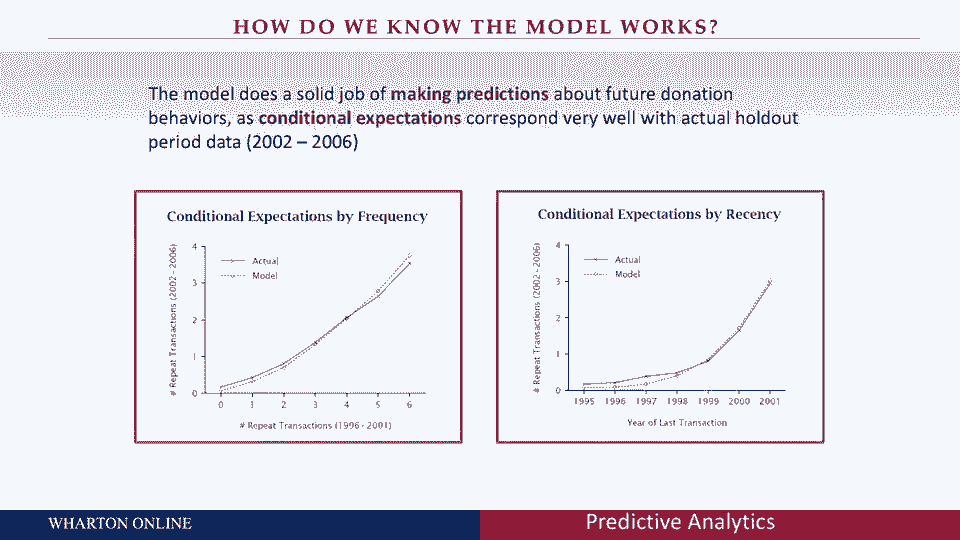 HOW DO WE KNOW THE MODEL WORKS?
The model does a solid job of making predictions about future donation
behaviors, as conditional expectations correspond very well with actual holdout
period data (2002 – 2006)
Conditional Expectations by Frequency
# Repeat Transactions (2002 - 2006)
4
3
2
1
0
Actual
Model
0 1 2 3 4 5 6
# Repeat Transactions (1996 - 2001)
Conditional Expectations by Recency
# Repeat Transactions (2002 - 2006)
4
3
2
1
0
Actual
Model
1995 1996 1997 1998 1999 2000 2001
Year of Last Transaction
WHARTON ONLINE
Predictive Analytics